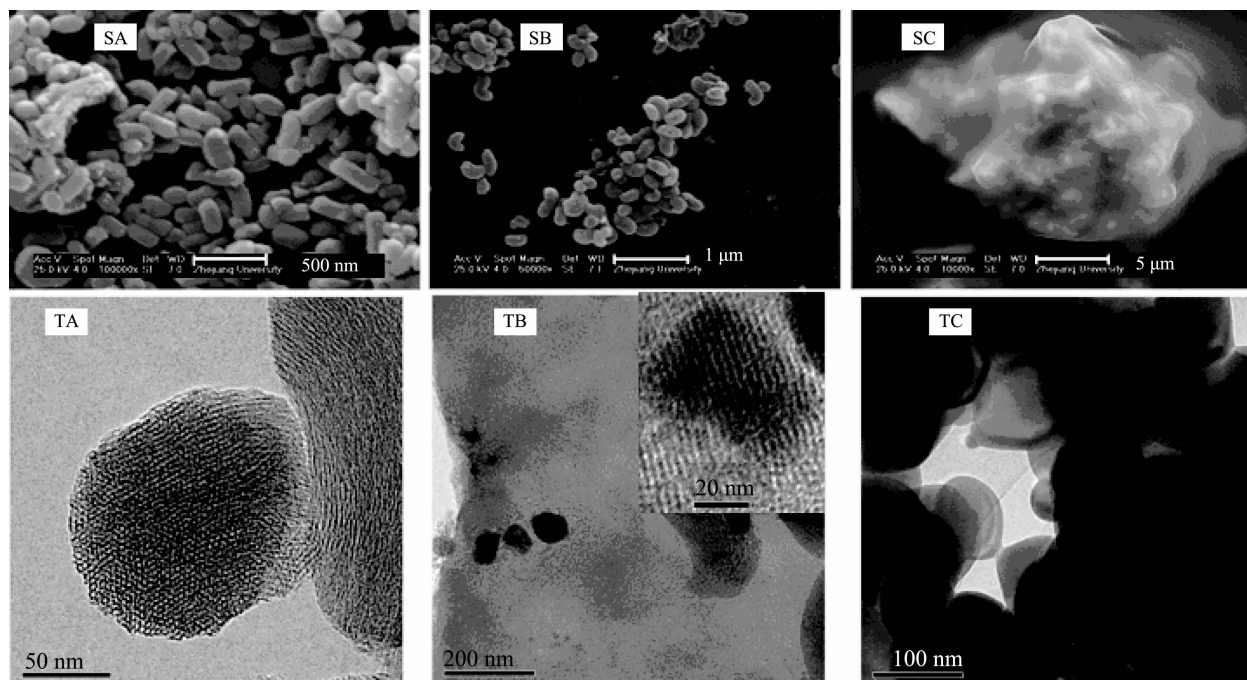 SA
SB
SC
Acc.V Spot Magn Det WD
25.0 kV 4.0 100000x SE 7.0 Zhejiang University
500 nm
Acc.V Spot Magn Det WD
25.0 kV 4.0 50000x SE 7.1 Zhejiang University
1 μm
Acc.V Spot Magn Det WD
25.0 kV 4.0 10000x SE 7.0 Zhejiang University
5 μm
TA
TB
TC
20 nm
50 nm
200 nm
100 nm